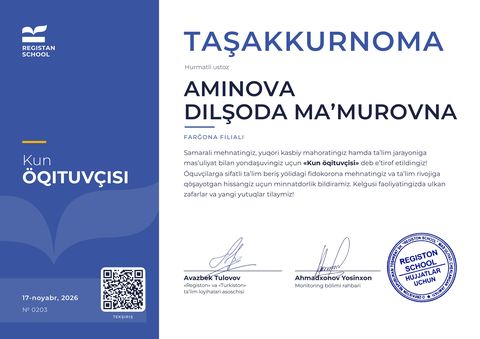 REGISTAN
SCHOOL
Kun
ÖQITUVÇISI
17-noyabr, 2026
№ 0203
TEKŞIRIŞ
TAŞAKKURNOMA
Hurmatli ustoz
AMINOVA
DILŞODA MA’MUROVNA
FARĞONA FILIALI
Samarali mehnatingiz, yuqori kasbiy mahoratingiz hamda ta’lim jarayoniga
mas’uliyat bilan yondaşuvingiz uçun «Kun öqituvçisi» deb e’tirof etildingiz!
Öquvçilarga sifatli ta’lim beriş yölidagi fidokorona mehnatingiz va ta’lim rivojiga
qöşayotgan hissangiz uçun minnatdorlik bildiramiz. Kelgusi faoliyatingizda ulkan
zafarlar va yangi yutuqlar tilaymiz!
Avazbek Tulovov
«Registon» va «Turkiston»
ta’lim loyihalari asoschisi
Ahmadxonov Yosinxon
Monitoring bölimi rahbari
REGISTON
SCHOOL
HUJJATLAR
UCHUN